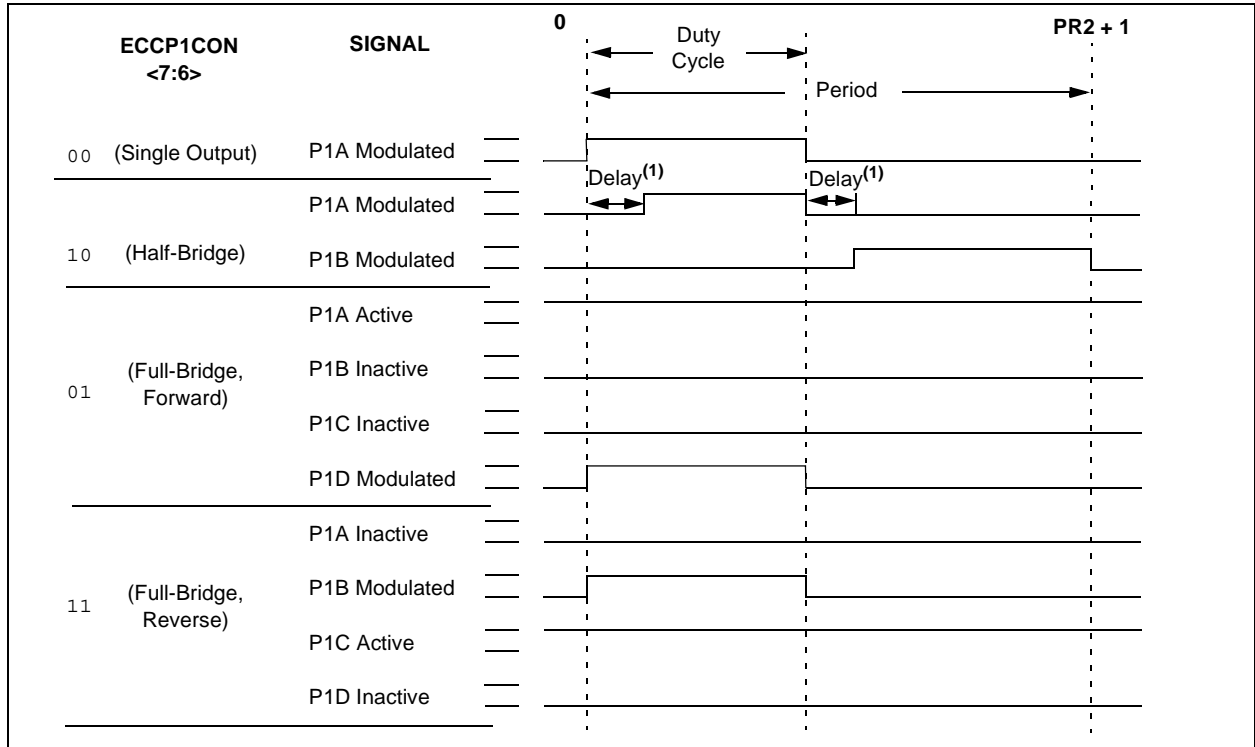 0
PR2 + 1
ECCP1CON
<7:6>
SIGNAL
Duty
Cycle
Period
00 (Single Output) P1A Modulated
Delay(1)
Delay(1)
P1A Modulated
10 (Half-Bridge)
P1B Modulated
P1A Active
01 (Full-Bridge,
Forward)
P1B Inactive
P1C Inactive
P1D Modulated
P1A Inactive
11 (Full-Bridge,
Reverse)
P1B Modulated
P1C Active
P1D Inactive